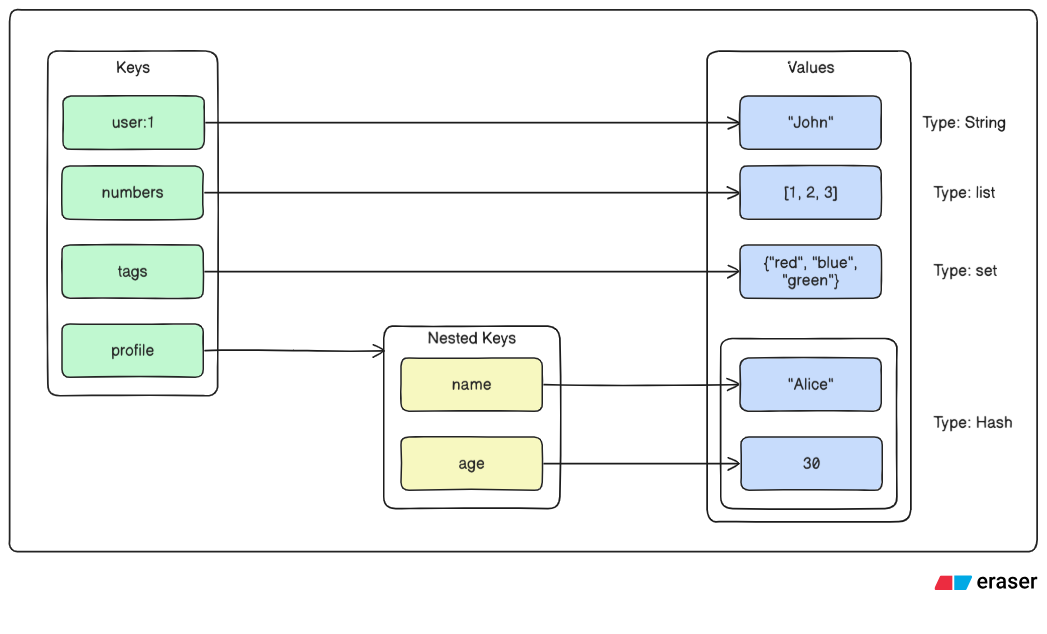 Keys
Values
user:1
"John"
Type: String
numbers
[1, 2, 3]
Type: list
tags
{"red", "blue",
"green"}
Type: set
profile
Nested Keys
name
"Alice"
Type: Hash
age
30
eraser